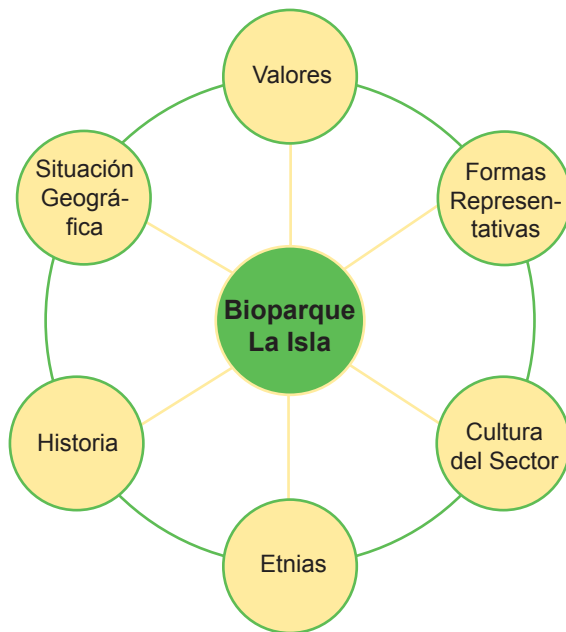 Valores
Situación
Geográ-
fica
Formas
Represen-
tativas
Bioparque
La Isla
Historia
Cultura
del Sector
Etnias